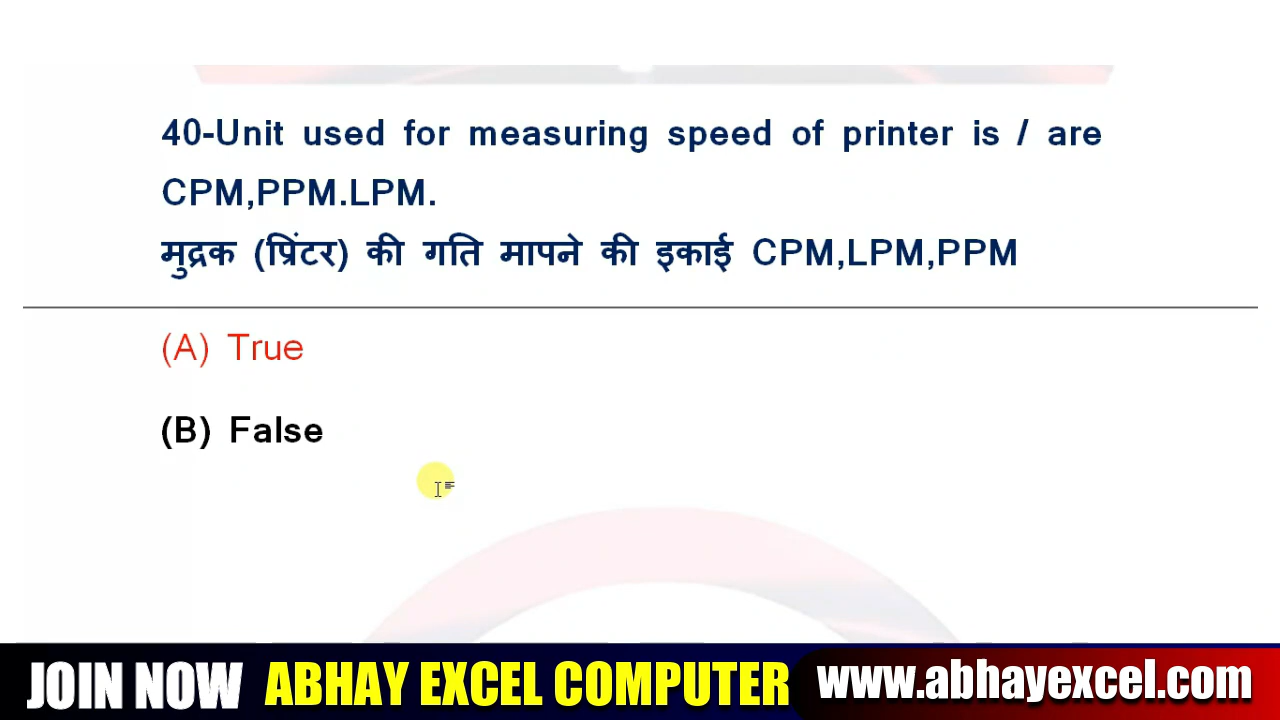 40-Unit used for measuring speed of printer is / are
CPM,PPM.LPM.
मुद्रक (प्रिंटर) की गति मापने की इकाई CPM,LPM,PPM
(A) True
(B) False
JOIN NOW ABHAY EXCEL COMPUTER www.abhayexcel.com